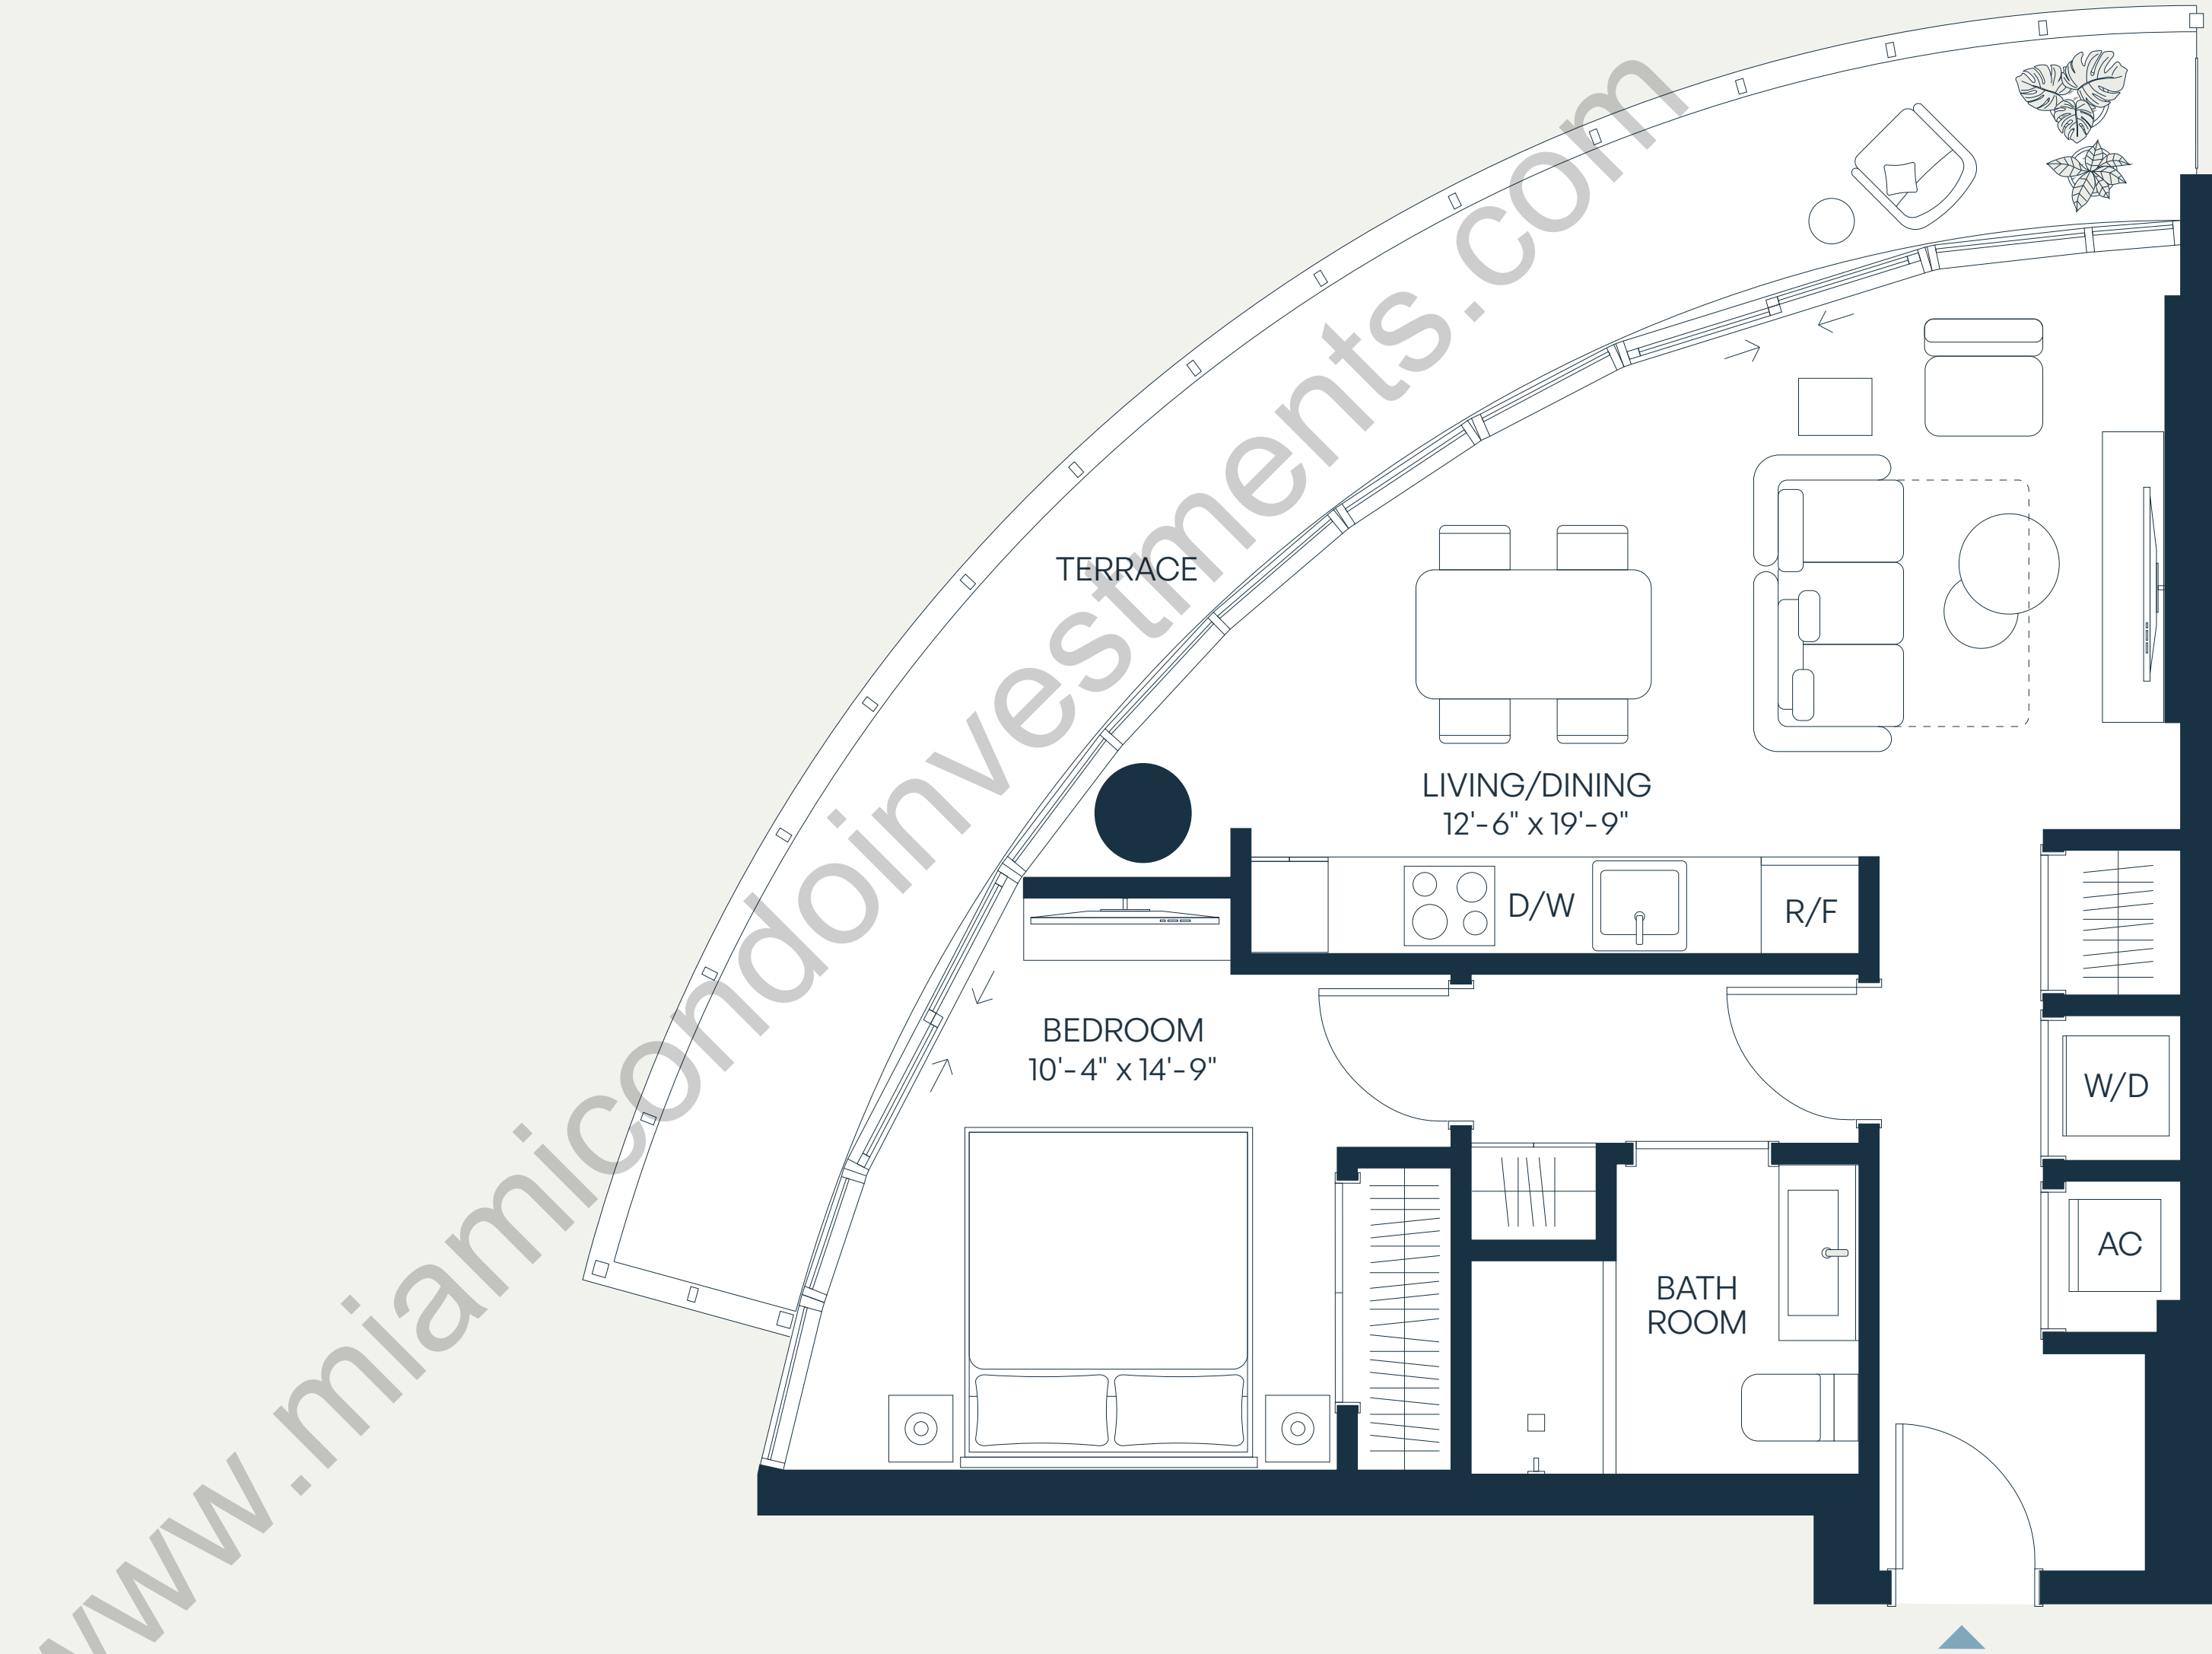 TERRACE
LIVING/DINING
12'-6" x 19'-9"
D/W
R/F
BEDROOM
10'-4" x 14'-9"
W/D
AC
BATH
ROOM
www.miamicondoinvestments.com